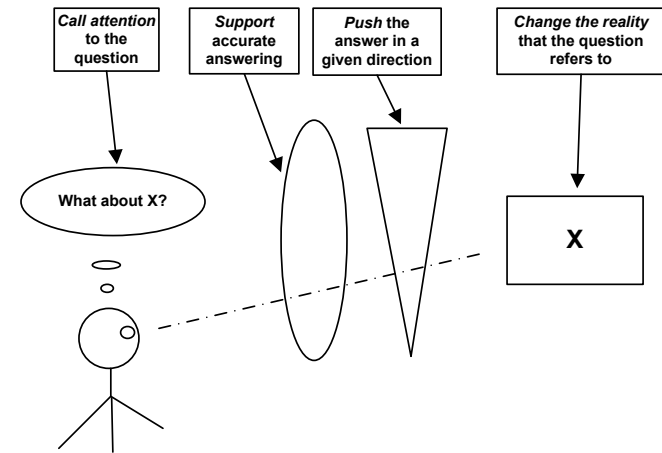 Call attention
to the
question
Support
accurate
answering
Push the
answer in a
given direction
Change the reality
that the question
refers to
What about X?
X